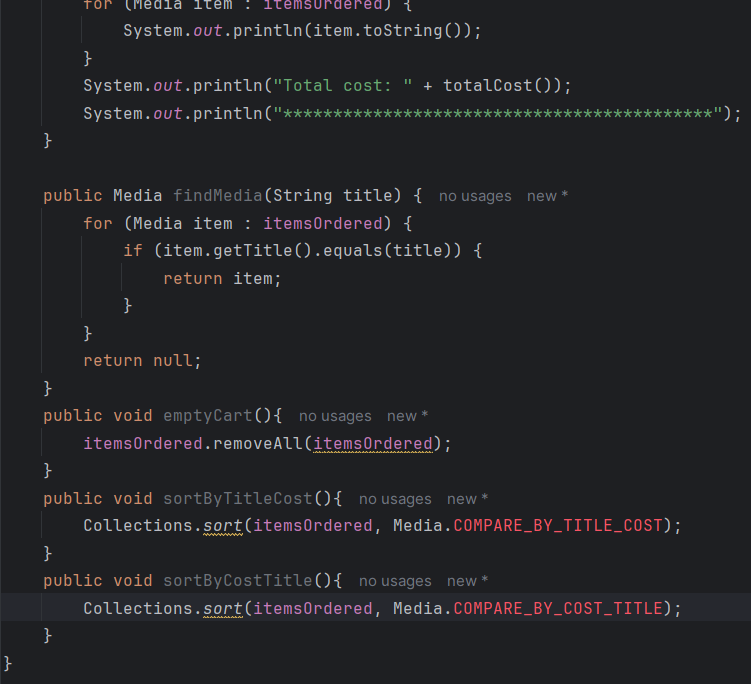 for (Media item : itemsOrdered) {
System.out.println(item.toString());
}
System.out.println("Total cost: " + totalCost());
System.out.println("*******************************************");
}
public Media findMedia(String title) { no usages new *
for (Media item : itemsOrdered) {
if (item.getTitle().equals(title)) {
return item;
}
}
return null;
}
public void emptyCart(){ no usages new *
itemsOrdered.removeAll(itemsOrdered);
}
public void sortByTitleCost(){ no usages new *
Collections.sort(itemsOrdered, Media.COMPARE_BY_TITLE_COST);
}
public void sortByCostTitle(){ no usages new *
Collections.sort(itemsOrdered, Media.COMPARE_BY_COST_TITLE);
}
}